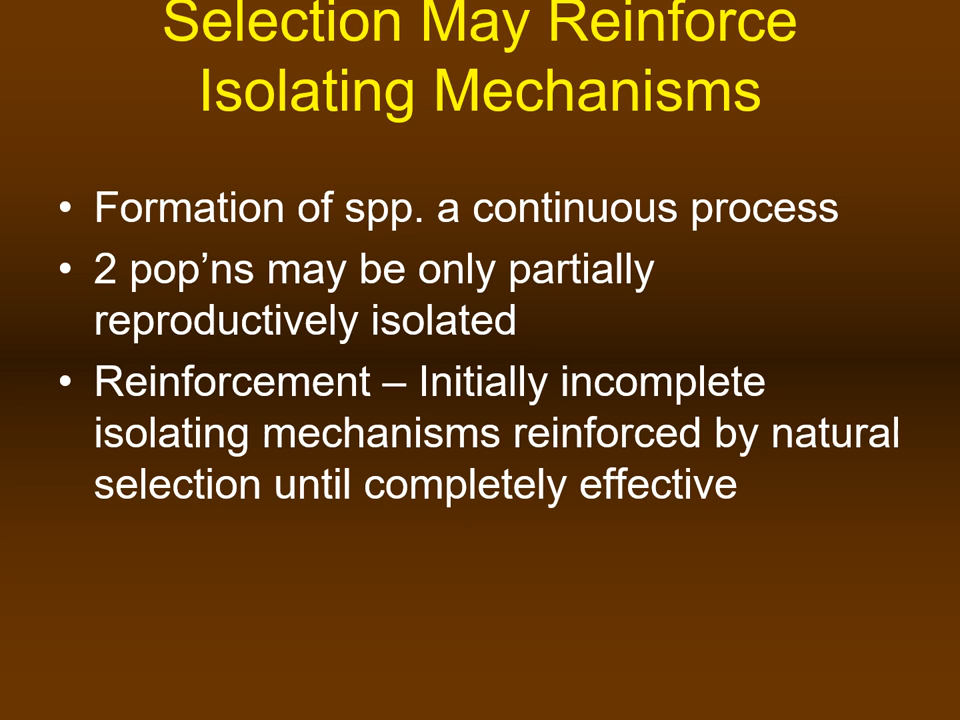 Selection May Reinforce
Isolating Mechanisms
• Formation of spp. a continuous process
• 2 pop’ns may be only partially
reproductively isolated
• Reinforcement – Initially incomplete
isolating mechanisms reinforced by natural
selection until completely effective